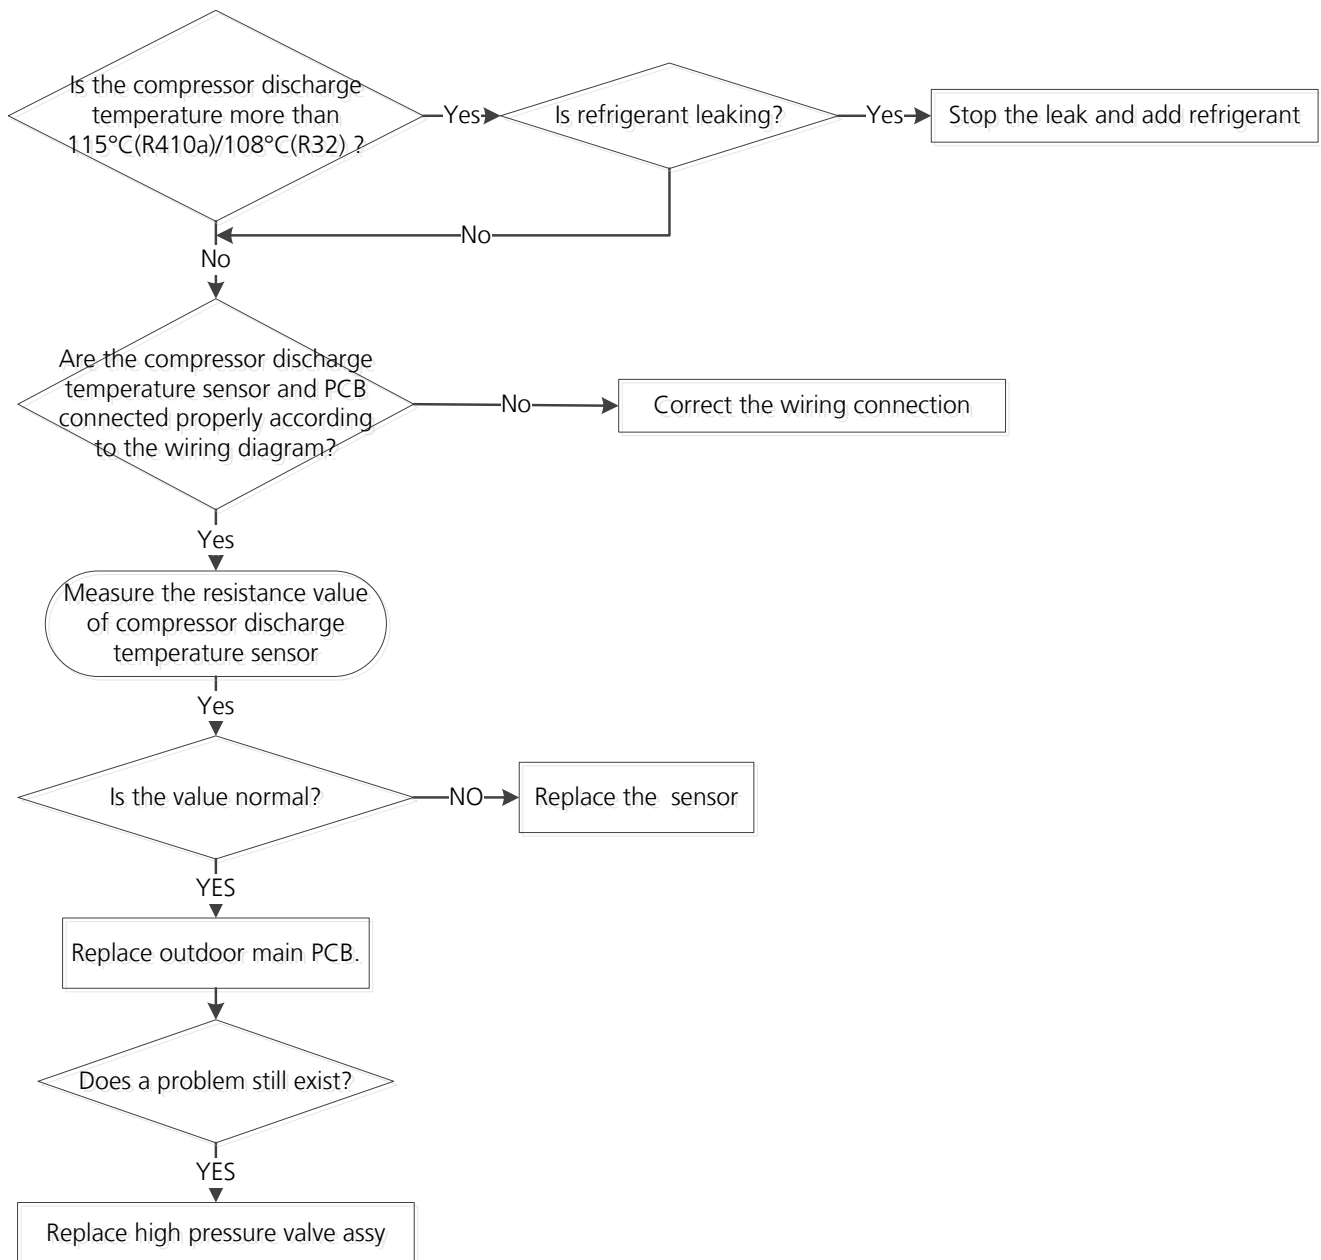 Is the compressor discharge
temperature more than
115°C(R410a)/108°C(R32) ?
Yes
Is refrigerant leaking?
Yes
Stop the leak and add refrigerant
No
No
Are the compressor discharge
temperature sensor and PCB
connected properly according
to the wiring diagram?
No
Correct the wiring connection
Yes
Measure the resistance value
of compressor discharge
temperature sensor
Yes
Is the value normal?
NO
Replace the  sensor
YES
Replace outdoor main PCB.
Does a problem still exist?
YES
Replace high pressure valve assy